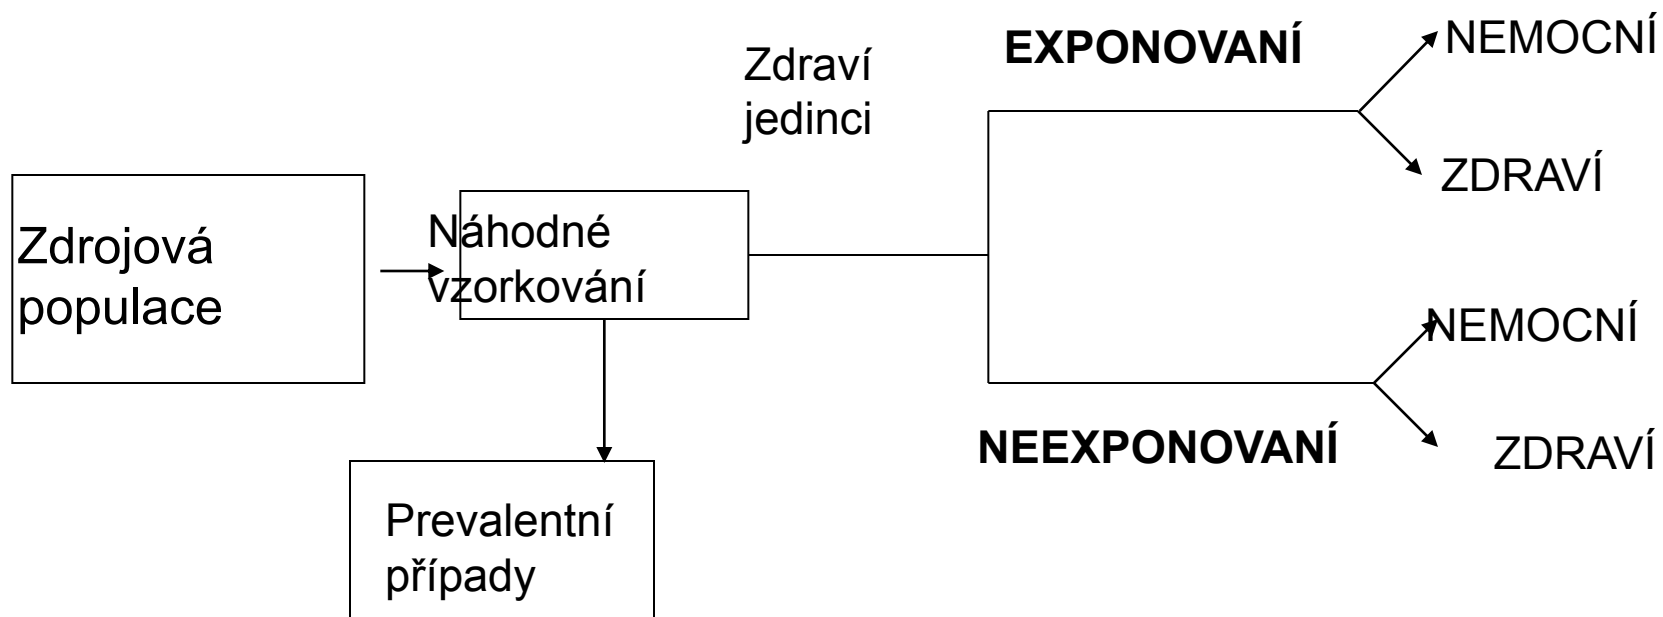 Zdrojová
populace
Náhodné
vzorkování
Prevalentní
případy
Zdraví
jedinci
EXPONOVANÍ
NEMOCNÍ
ZDRAVÍ
NEEXPONOVANÍ
NEMOCNÍ
ZDRAVÍ